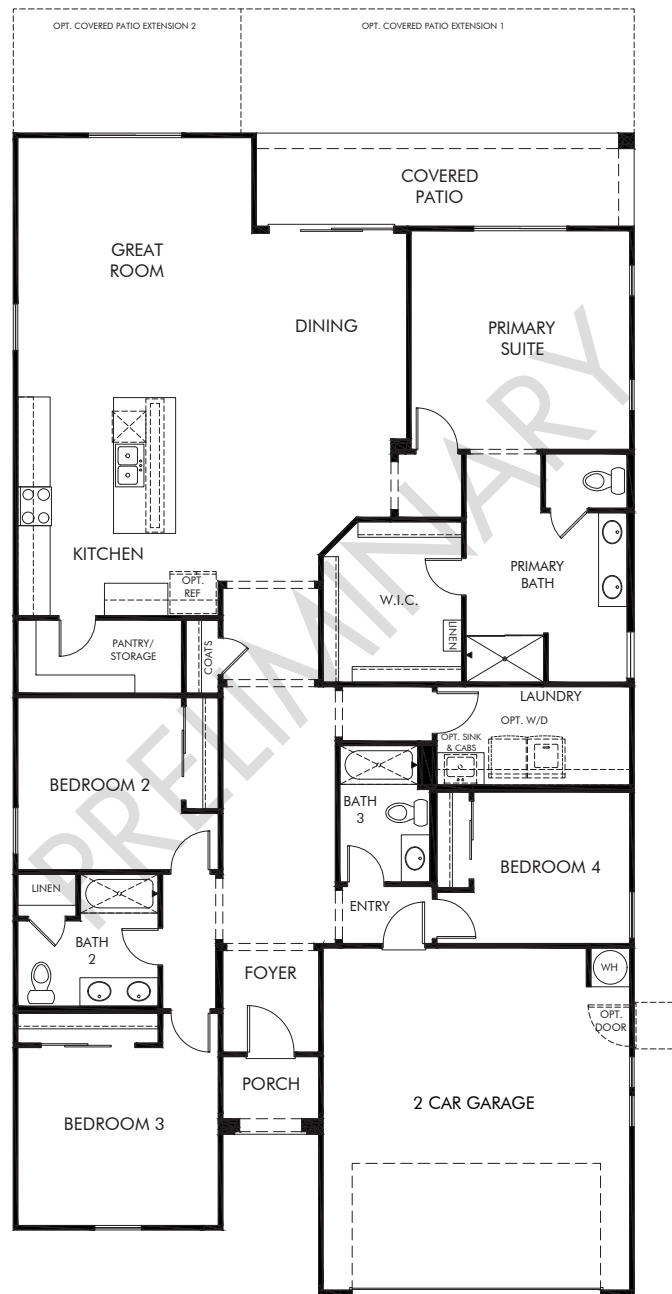 OPT. COVERED PATIO EXTENSION 2
OPT. COVERED PATIO EXTENSION 1
COVERED
PATIO
GREAT
ROOM
DINING
PRIMARY
SUITE
KITCHEN
OPT.
REF
W.I.C.
PRIMARY
BATH
LINEN
PANTRY/
STORAGE
COATS
LAUNDRY
OPT. W/D
OPT. SINK
& CABS
BEDROOM 2
BATH
3
BEDROOM 4
LINEN
BATH
2
ENTRY
FOYER
WH
OPT.
DOOR
PORCH
BEDROOM 3
2 CAR GARAGE
PRELIMINARY